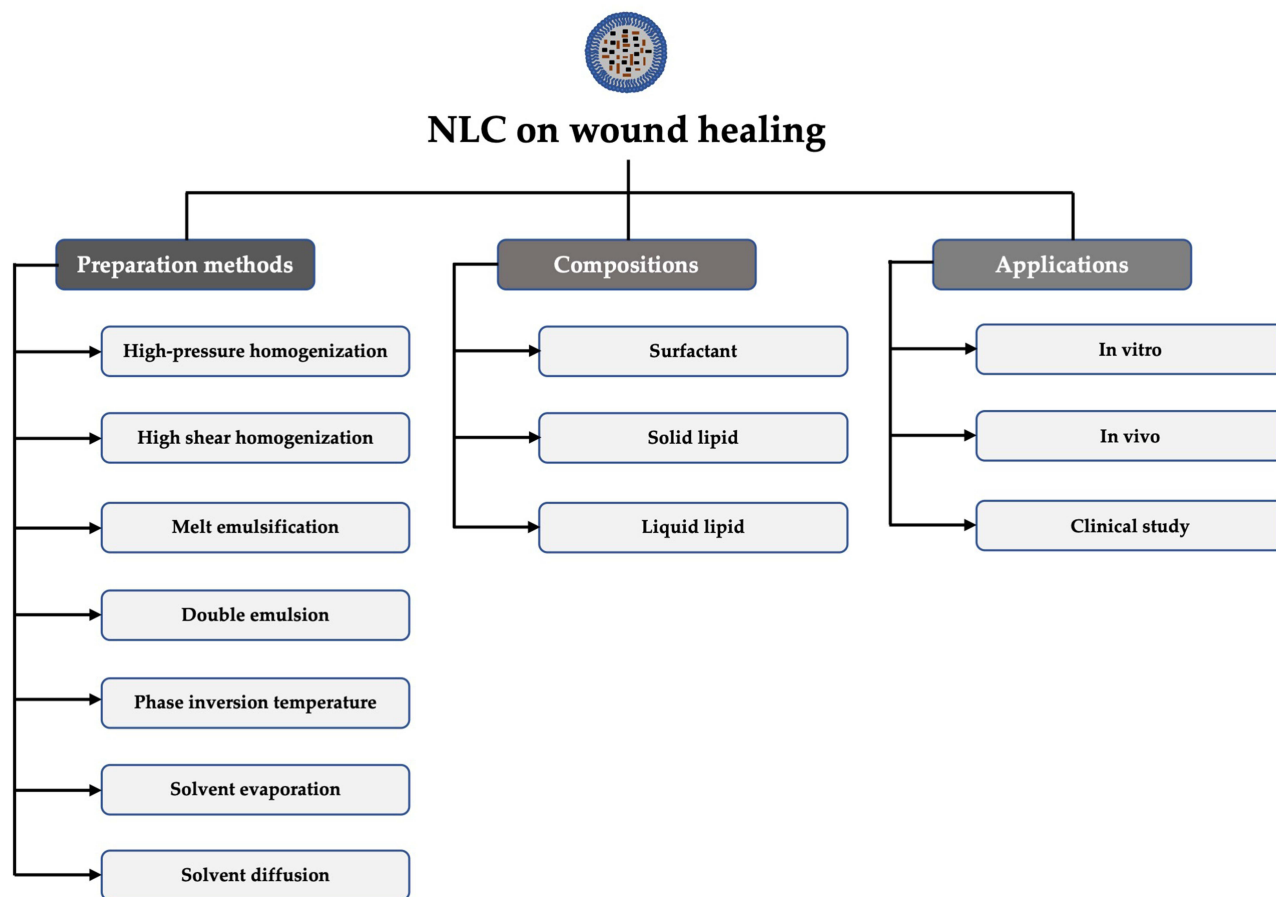 NLC on wound healing
Preparation methods
High-pressure homogenization
High shear homogenization
Melt emulsification
Double emulsion
Phase inversion temperature
Solvent evaporation
Solvent diffusion
Compositions
Surfactant
Solid lipid
Liquid lipid
Applications
In vitro
In vivo
Clinical study